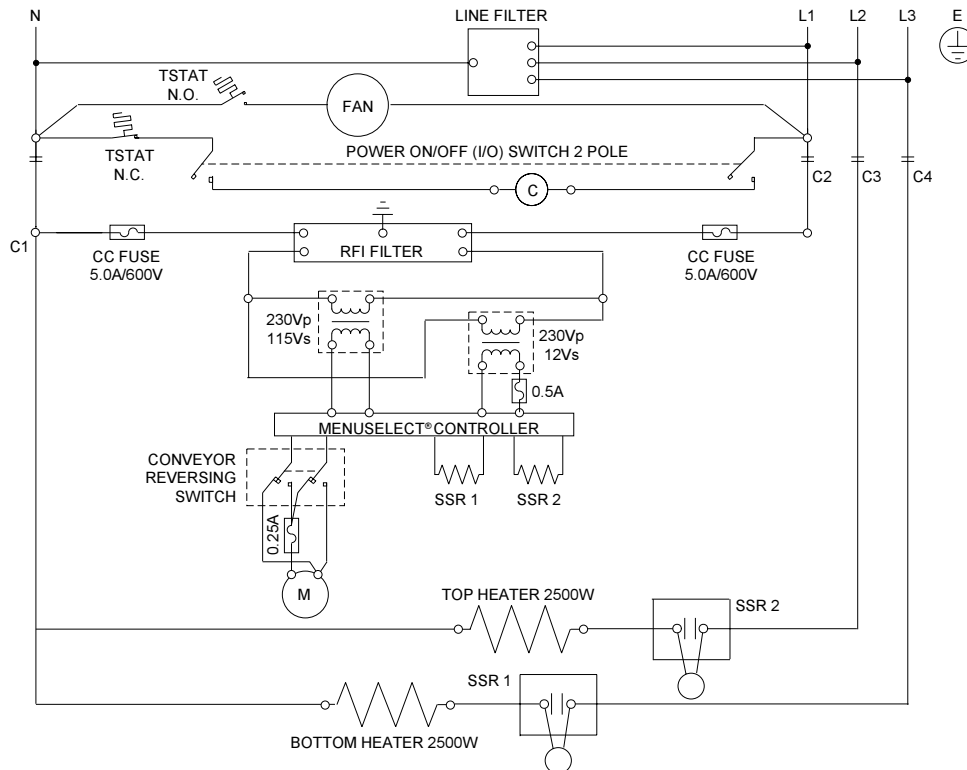 N
LINE FILTER
L1
L2
L3
E
TSTAT
N.O.
FAN
TSTAT
N.C.
POWER ON/OFF (I/O) SWITCH 2 POLE
C
C2
C3
C4
C1
CC FUSE
5.0A/600V
RFI FILTER
CC FUSE
5.0A/600V
230Vp
115Vs
230Vp
12Vs
0.5A
MENUSELECT® CONTROLLER
CONVEYOR
REVERSING
SWITCH
SSR 1
SSR 2
0.25A
M
TOP HEATER 2500W
SSR 2
SSR 1
BOTTOM HEATER 2500W